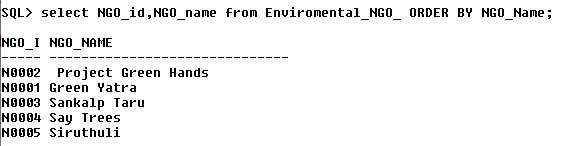 SQL> select NGO_id,NGO_name from Enviromental_NGO_ ORDER BY NGO_Name;
NGO_I NGO_NAME
----- ------------------------------
N0002  Project Green Hands
N0001 Green Yatra
N0003 Sankalp Taru
N0004 Say Trees
N0005 Siruthuli